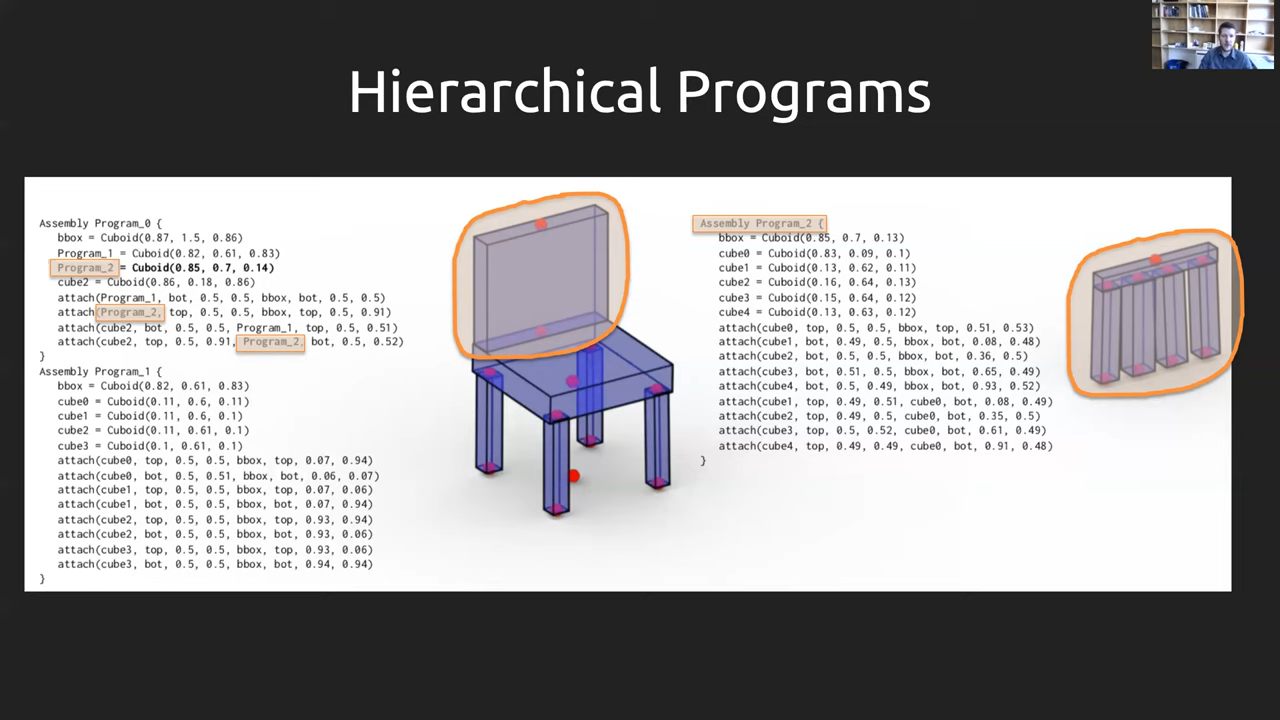 Hierarchical Programs
Assembly Program_0 {
bbox = Cuboid(0.87, 1.5, 0.86)
Program_1 = Cuboid(0.82, 0.61, 0.83)
Program_2 = Cuboid(0.85, 0.7, 0.14)
cube2 = Cuboid(0.86, 0.18, 0.86)
attach(Program_1, bot, 0.5, 0.5, bbox, bot, 0.5, 0.5)
attach(Program_2, top, 0.5, 0.5, bbox, top, 0.5, 0.91)
attach(cube2, bot, 0.5, 0.5, Program_1, top, 0.5, 0.51)
attach(cube2, top, 0.5, 0.91, Program_2, bot, 0.5, 0.52)
}
Assembly Program_1 {
bbox = Cuboid(0.82, 0.61, 0.83)
cube0 = Cuboid(0.11, 0.6, 0.11)
cube1 = Cuboid(0.11, 0.6, 0.1)
cube2 = Cuboid(0.11, 0.61, 0.1)
cube3 = Cuboid(0.1, 0.61, 0.1)
attach(cube0, top, 0.5, 0.5, bbox, top, 0.07, 0.94)
attach(cube0, bot, 0.5, 0.51, bbox, bot, 0.06, 0.07)
attach(cube1, top, 0.5, 0.5, bbox, top, 0.07, 0.06)
attach(cube1, bot, 0.5, 0.5, bbox, bot, 0.07, 0.94)
attach(cube2, top, 0.5, 0.5, bbox, top, 0.93, 0.94)
attach(cube2, bot, 0.5, 0.5, bbox, bot, 0.93, 0.06)
attach(cube3, top, 0.5, 0.5, bbox, top, 0.93, 0.06)
attach(cube3, bot, 0.5, 0.5, bbox, bot, 0.94, 0.94)
}
Assembly Program_2 {
bbox = Cuboid(0.85, 0.7, 0.13)
cube0 = Cuboid(0.83, 0.09, 0.1)
cube1 = Cuboid(0.13, 0.62, 0.11)
cube2 = Cuboid(0.16, 0.64, 0.13)
cube3 = Cuboid(0.15, 0.64, 0.12)
cube4 = Cuboid(0.13, 0.63, 0.12)
attach(cube0, top, 0.5, 0.5, bbox, top, 0.51, 0.53)
attach(cube1, bot, 0.49, 0.5, bbox, bot, 0.08, 0.48)
attach(cube2, bot, 0.5, 0.5, bbox, bot, 0.36, 0.5)
attach(cube3, bot, 0.51, 0.5, bbox, bot, 0.65, 0.49)
attach(cube4, bot, 0.5, 0.49, bbox, bot, 0.93, 0.52)
attach(cube1, top, 0.49, 0.51, cube0, bot, 0.08, 0.49)
attach(cube2, top, 0.49, 0.5, cube0, bot, 0.35, 0.5)
attach(cube3, top, 0.5, 0.52, cube0, bot, 0.61, 0.49)
attach(cube4, top, 0.49, 0.49, cube0, bot, 0.91, 0.48)
}